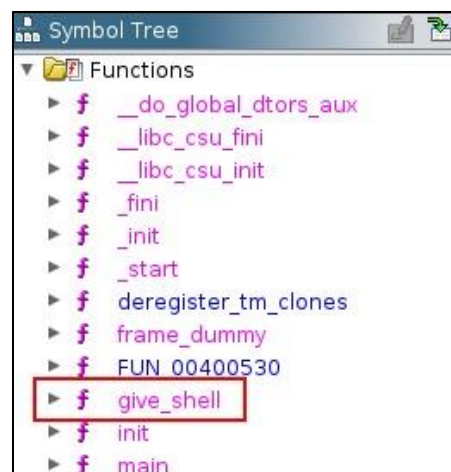 Symbol Tree
Functions
f __do_global_dtors_aux
f __libc_csu_fini
f __libc_csu_init
f _fini
f _init
f _start
f deregister_tm_clones
f frame_dummy
f FUN_00400530
f give_shell
f init
f main